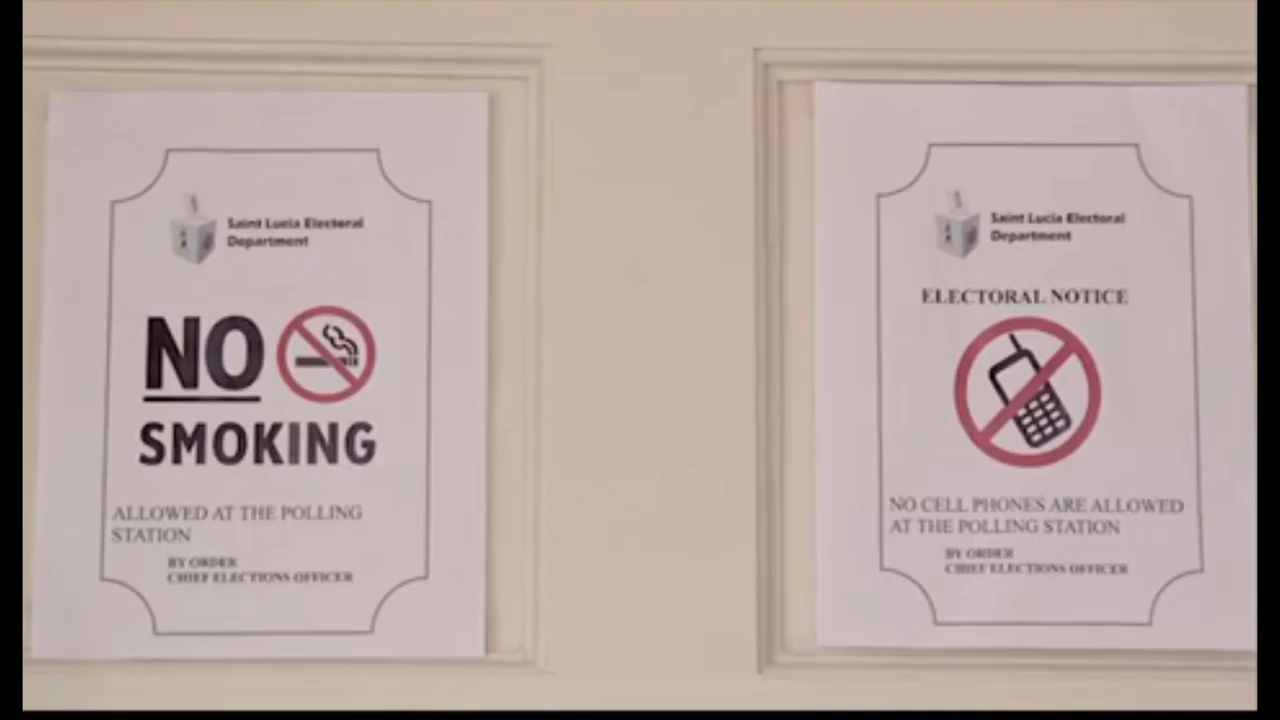 Saint Lucia Electoral
Department
NO
SMOKING
ALLOWED AT THE POLLING
STATION
BY ORDER
CHIEF ELECTIONS OFFICER
Saint Lucia Electoral
Department
ELECTORAL NOTICE
NO CELL PHONES ARE ALLOWED
AT THE POLLING STATION
BY ORDER
CHIEF ELECTIONS OFFICER